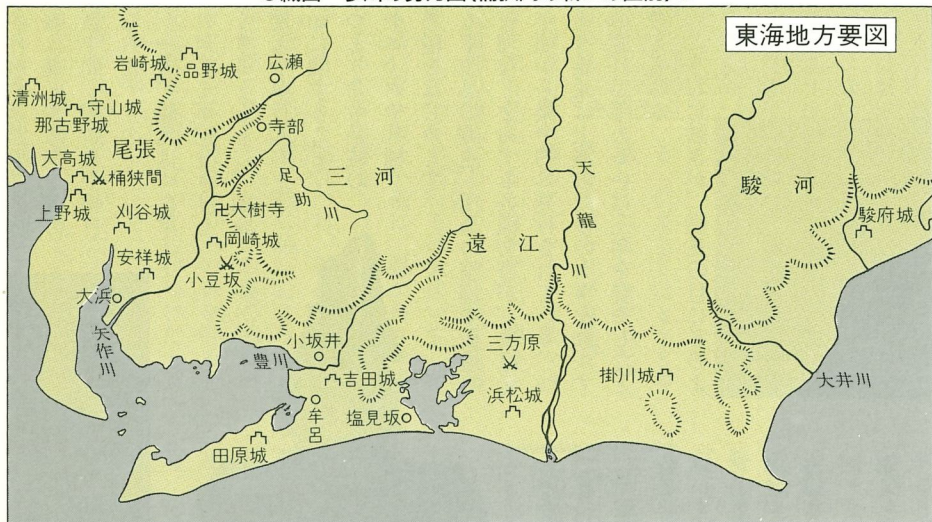 東海地方要図
岩崎城
品野城
広瀬
清洲城
守山城
那古野城
寺部
尾張
大高城
桶狭間
足助川
三河
天龍川
駿河
上野城
刈谷城
大樹寺
岡崎城
遠江
駿府城
安祥城
小豆坂
大浜
矢作川
豊川
小坂井
三方原
吉田城
浜松城
掛川城
大井川
牟呂
塩見坂
田原城